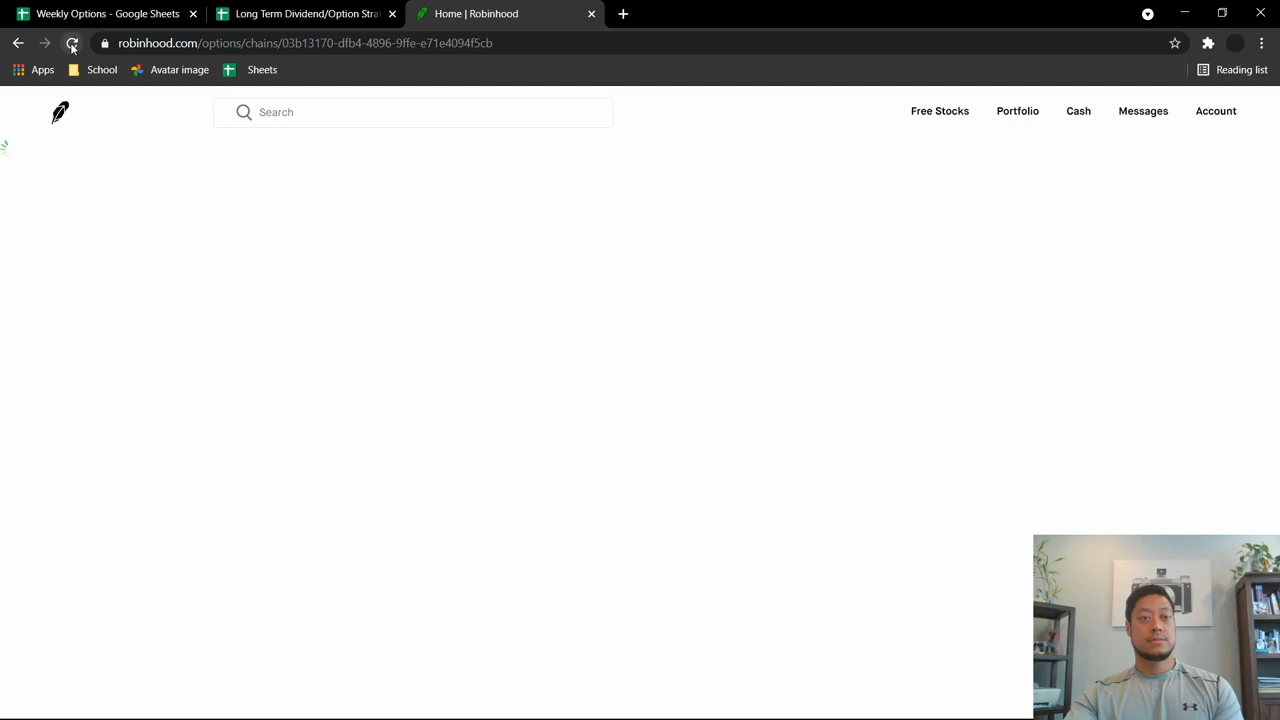 Weekly Options - Google Sheets
Long Term Dividend/Option Strat
Home | Robinhood
robinhood.com/options/chains/03b13170-dfb4-4896-9ffe-e71e4094f5cb
Apps
School
Avatar image
Sheets
Reading list
Search
Free Stocks
Portfolio
Cash
Messages
Account